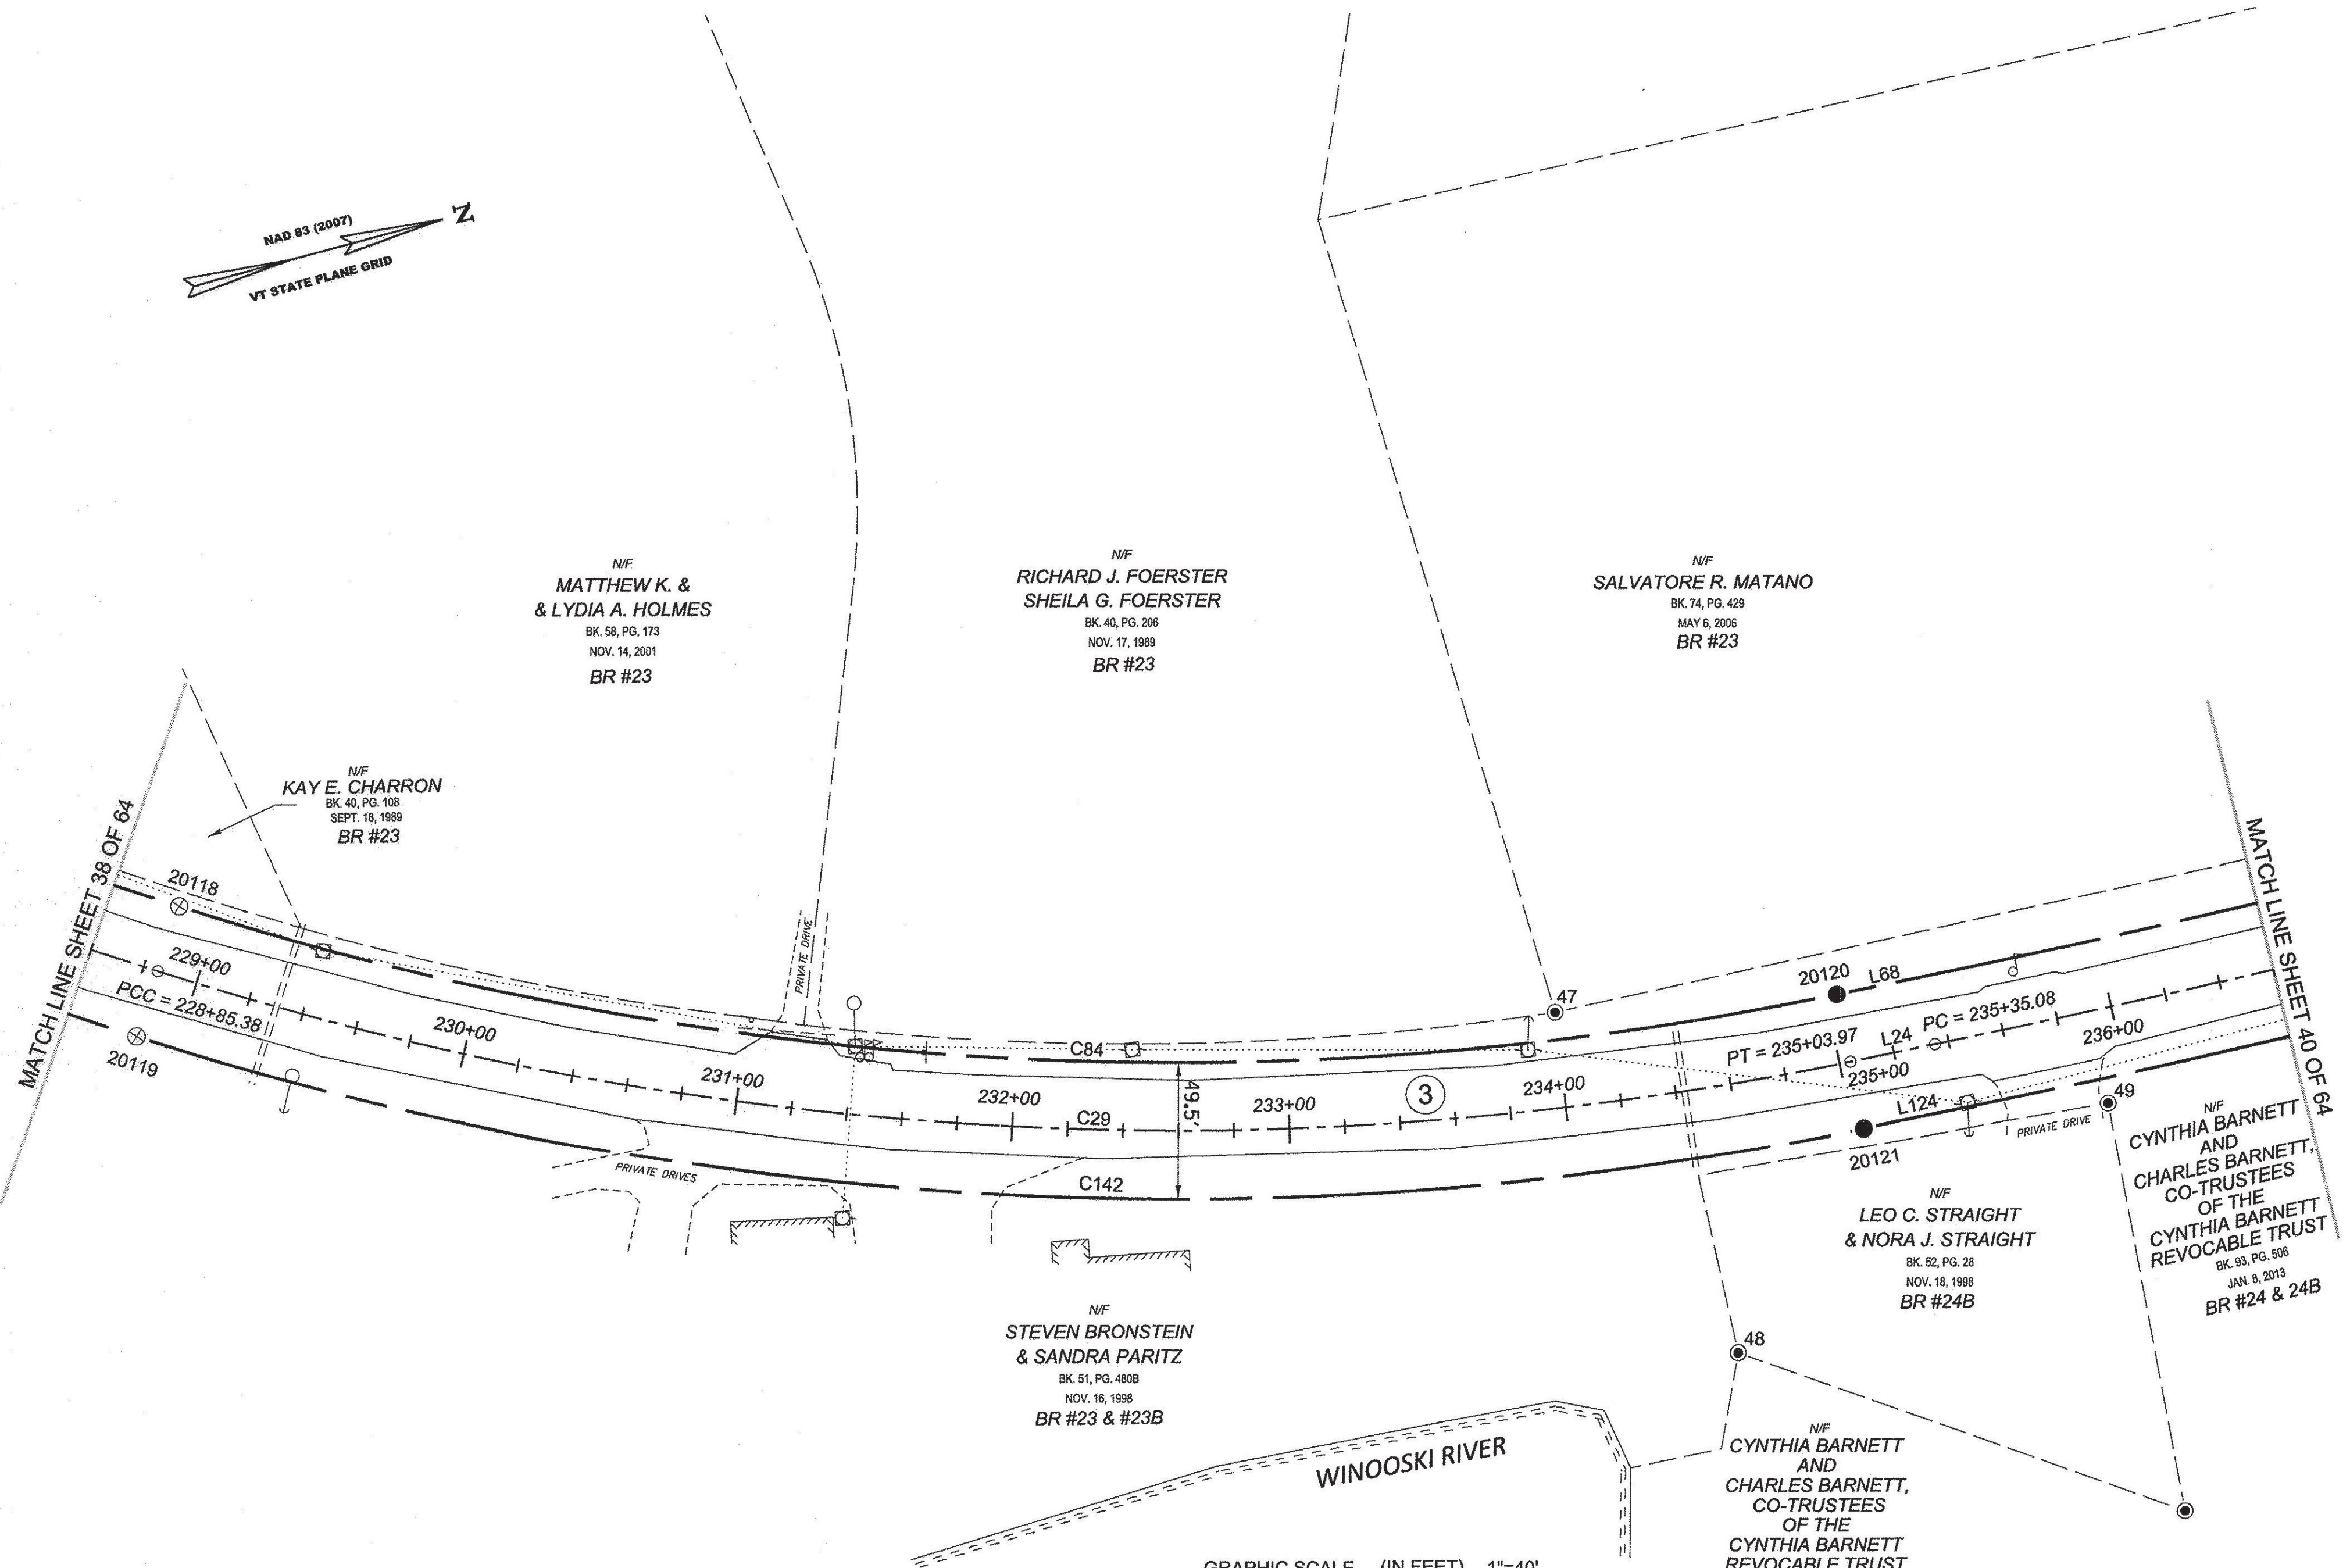 NAD 83 (2007)
N
VT STATE PLANE GRID
N/F
MATTHEW K. &
& LYDIA A. HOLMES
BK. 58, PG. 173
NOV. 14, 2001
BR #23
N/F
RICHARD J. FOERSTER
SHEILA G. FOERSTER
BK. 40, PG. 206
NOV. 17, 1989
BR #23
N/F
SALVATORE R. MATANO
BK. 74, PG. 429
MAY 6, 2006
BR #23
N/F
KAY E. CHARRON
BK. 40, PG. 108
SEPT. 18, 1989
BR #23
MATCH LINE SHEET 38 OF 64
20118
229+00
PCC = 228+85.38
20119
230+00
231+00
PRIVATE DRIVE
PRIVATE DRIVES
C84
232+00
C29
49.5'
C142
233+00
3
234+00
47
20120
L68
PT = 235+03.97
L24
PC = 235+35.08
235+00
236+00
L124
20121
PRIVATE DRIVE
49
MATCH LINE SHEET 40 OF 64
N/F
CYNTHIA BARNETT
AND
CHARLES BARNETT,
CO-TRUSTEES
OF THE
CYNTHIA BARNETT
REVOCABLE TRUST
BK. 93, PG. 506
JAN. 8, 2013
BR #24 & 24B
N/F
LEO C. STRAIGHT
& NORA J. STRAIGHT
BK. 52, PG. 28
NOV. 18, 1998
BR #24B
N/F
STEVEN BRONSTEIN
& SANDRA PARITZ
BK. 51, PG. 480B
NOV. 16, 1998
BR #23 & #23B
48
WINOOSKI RIVER
N/F
CYNTHIA BARNETT
AND
CHARLES BARNETT,
CO-TRUSTEES
OF THE
CYNTHIA BARNETT
REVOCABLE TRUST
GRAPHIC SCALE (IN FEET) 1"=40'